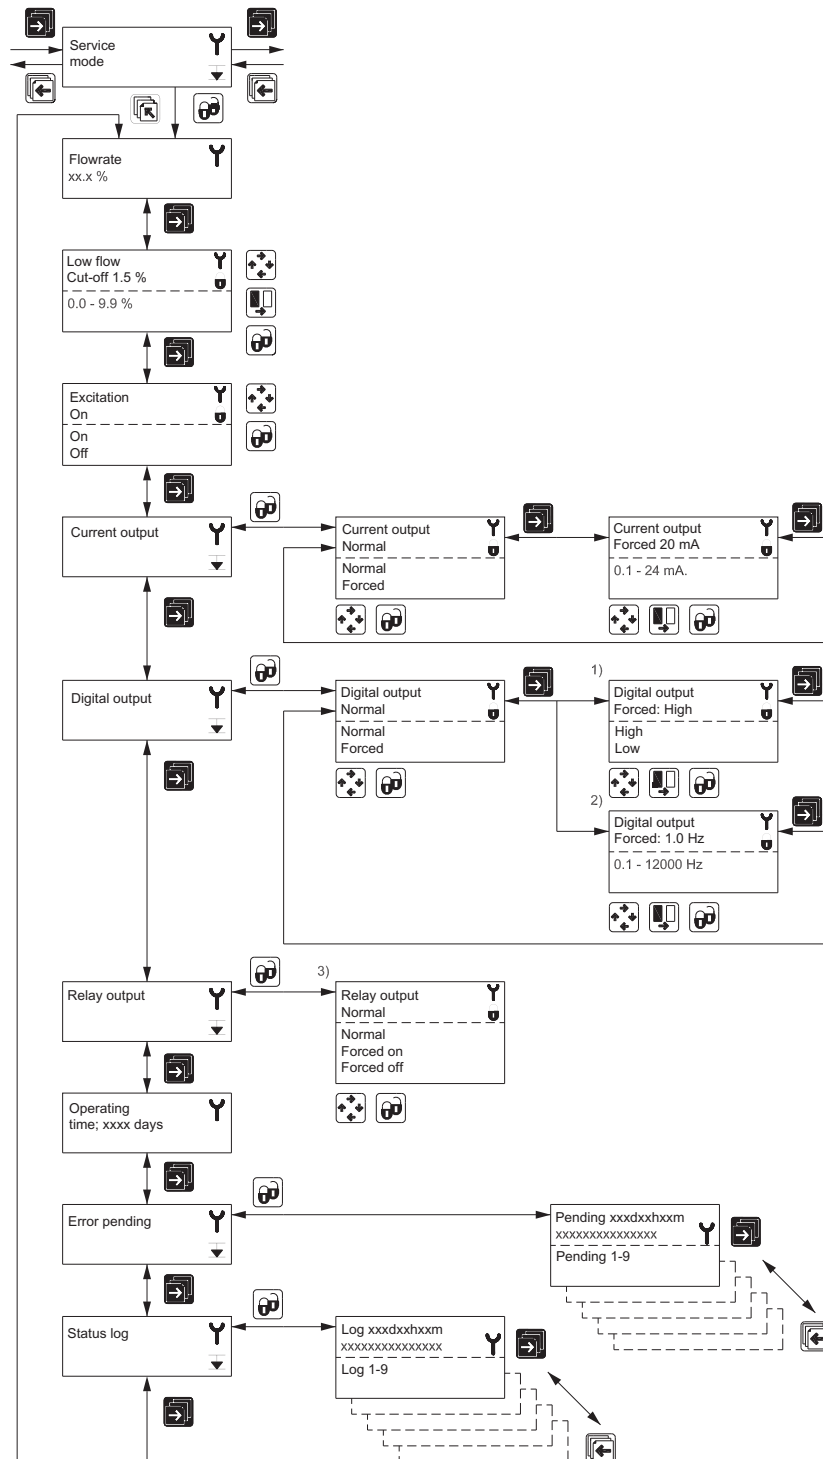 Service
mode
Flowrate
xx.x %
Low flow
Cut-off 1.5 %
0.0 - 9.9 %
Excitation
On
On
Off
Current output
Current output
Normal
Normal
Forced
Current output
Forced 20 mA
0.1 - 24 mA.
Digital output
Digital output
Normal
Normal
Forced
1)
Digital output
Forced: High
High
Low
2)
Digital output
Forced: 1.0 Hz
0.1 - 12000 Hz
Relay output
3)
Relay output
Normal
Normal
Forced on
Forced off
Operating
time; xxxx days
Error pending
Pending xxxdxxhxxm
xxxxxxxxxxxxxxx
Pending 1-9
Status log
Log xxxdxxhxxm
xxxxxxxxxxxxxxx
Log 1-9